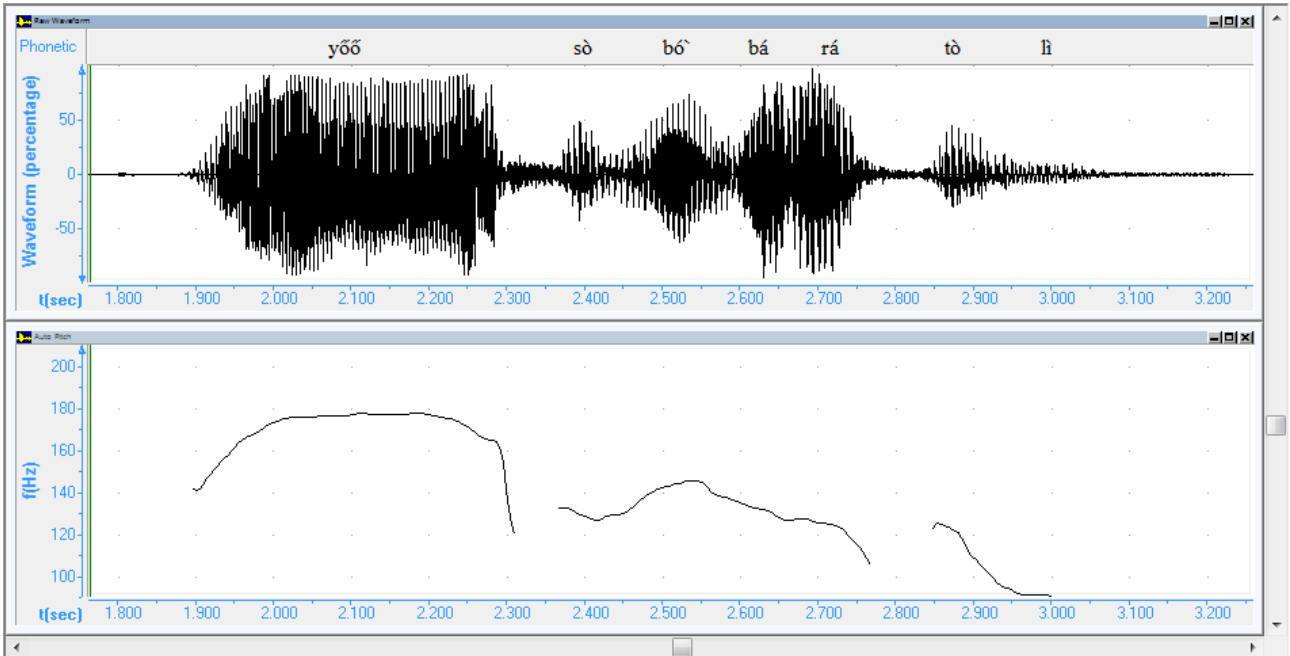 Raw Waveform
Phonetic yő̋ő sò bó` bá rá tò lì
Waveform (percentage)
50
0
-50
t(sec) 1.800 1.900 2.000 2.100 2.200 2.300 2.400 2.500 2.600 2.700 2.800 2.900 3.000 3.100 3.200
Auto Pitch
f(Hz)
200
180
160
140
120
100
t(sec) 1.800 1.900 2.000 2.100 2.200 2.300 2.400 2.500 2.600 2.700 2.800 2.900 3.000 3.100 3.200